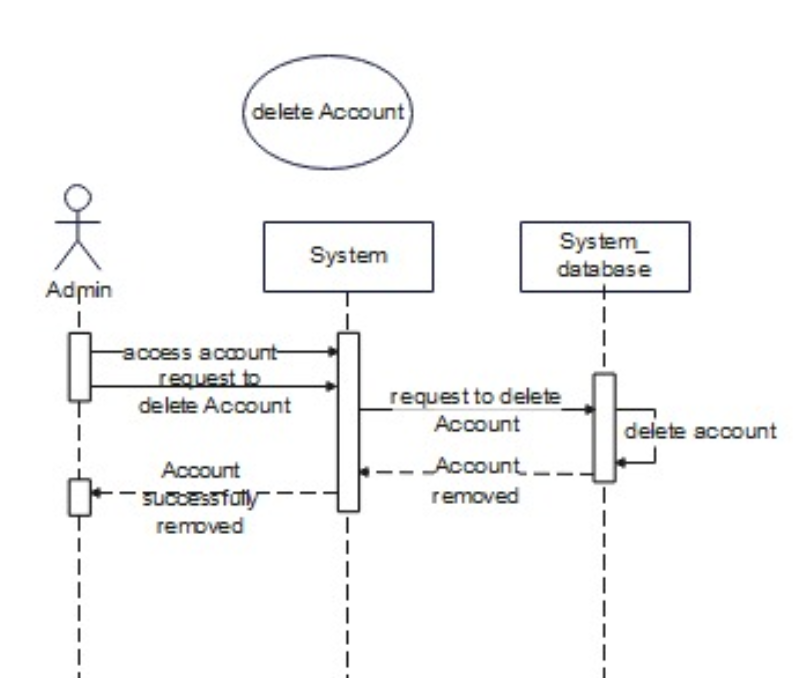 delete Account
System
System_
database
Admin
access account
request to
delete Account
request to delete
Account
delete account
Account
removed
Account
successfully
removed